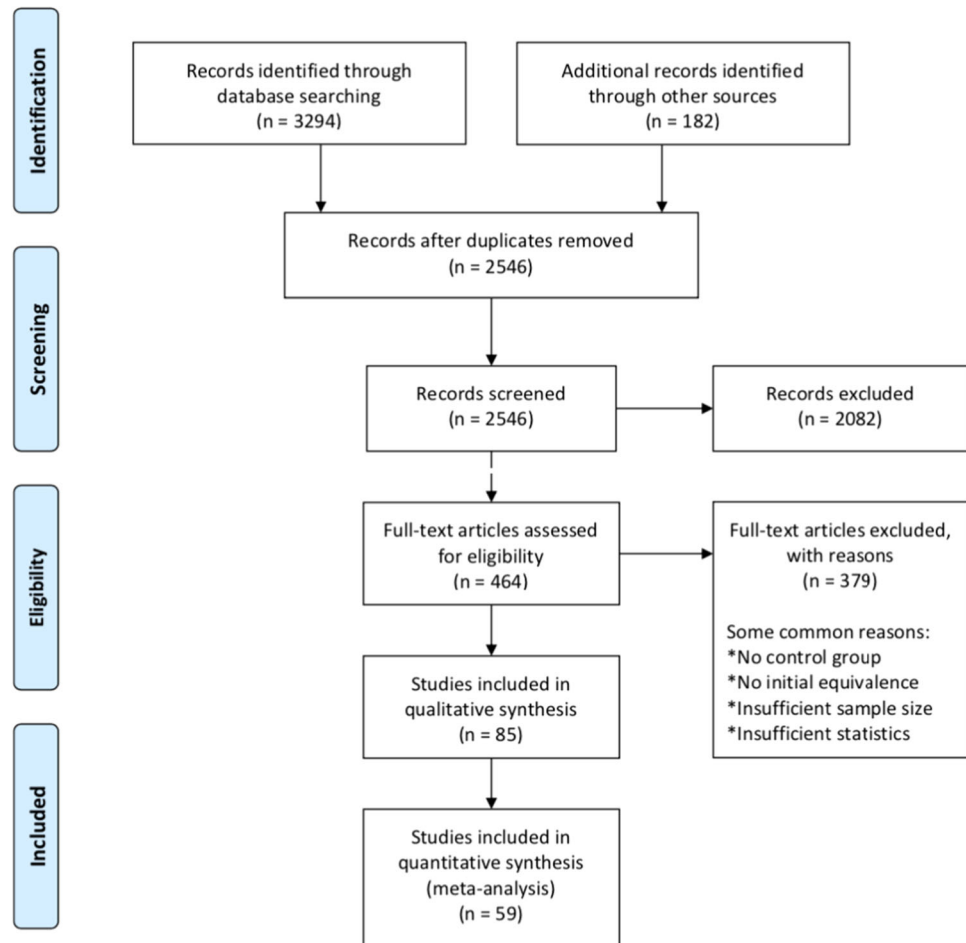 Identification
Records identified through
database searching
(n = 3294)
Additional records identified
through other sources
(n = 182)
Records after duplicates removed
(n = 2546)
Screening
Records screened
(n = 2546)
Records excluded
(n = 2082)
Eligibility
Full-text articles assessed
for eligibility
(n = 464)
Full-text articles excluded,
with reasons
(n = 379)
Some common reasons:
*No control group
*No initial equivalence
*Insufficient sample size
*Insufficient statistics
Studies included in
qualitative synthesis
(n = 85)
Included
Studies included in
quantitative synthesis
(meta-analysis)
(n = 59)